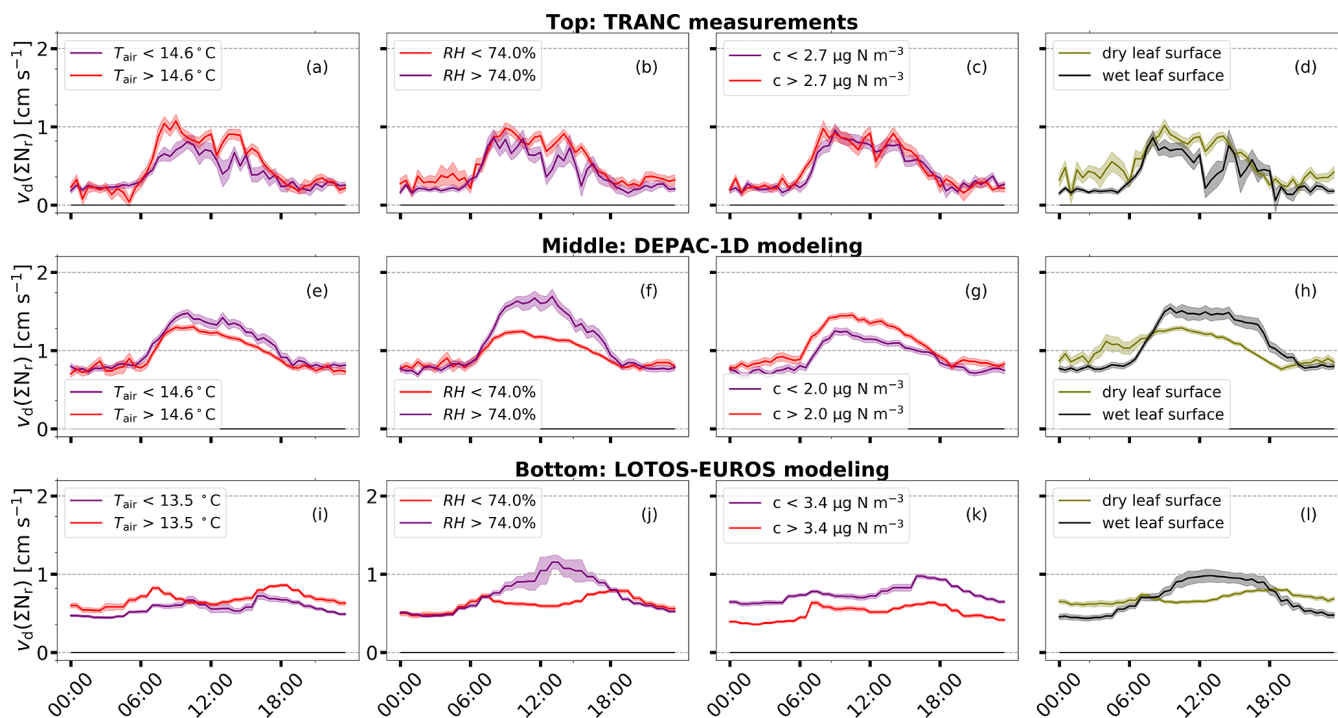 Top: TRANC measurements
v_d(ΣN_r) [cm s⁻¹]
2
1
0
T_air < 14.6°C
T_air > 14.6°C
(a)
RH < 74.0%
RH > 74.0%
(b)
c < 2.7 µg N m⁻³
c > 2.7 µg N m⁻³
(c)
dry leaf surface
wet leaf surface
(d)
Middle: DEPAC-1D modeling
v_d(ΣN_r) [cm s⁻¹]
2
1
0
(e)
T_air < 14.6°C
T_air > 14.6°C
(f)
RH < 74.0%
RH > 74.0%
(g)
c < 2.0 µg N m⁻³
c > 2.0 µg N m⁻³
(h)
dry leaf surface
wet leaf surface
Bottom: LOTOS-EUROS modeling
v_d(ΣN_r) [cm s⁻¹]
2
1
0
T_air < 13.5 °C
T_air > 13.5 °C
(i)
2
1
0
RH < 74.0%
RH > 74.0%
(j)
c < 3.4 µg N m⁻³
c > 3.4 µg N m⁻³
(k)
dry leaf surface
wet leaf surface
(l)
00:00 06:00 12:00 18:00
00:00 06:00 12:00 18:00
00:00 06:00 12:00 18:00
00:00 06:00 12:00 18:00